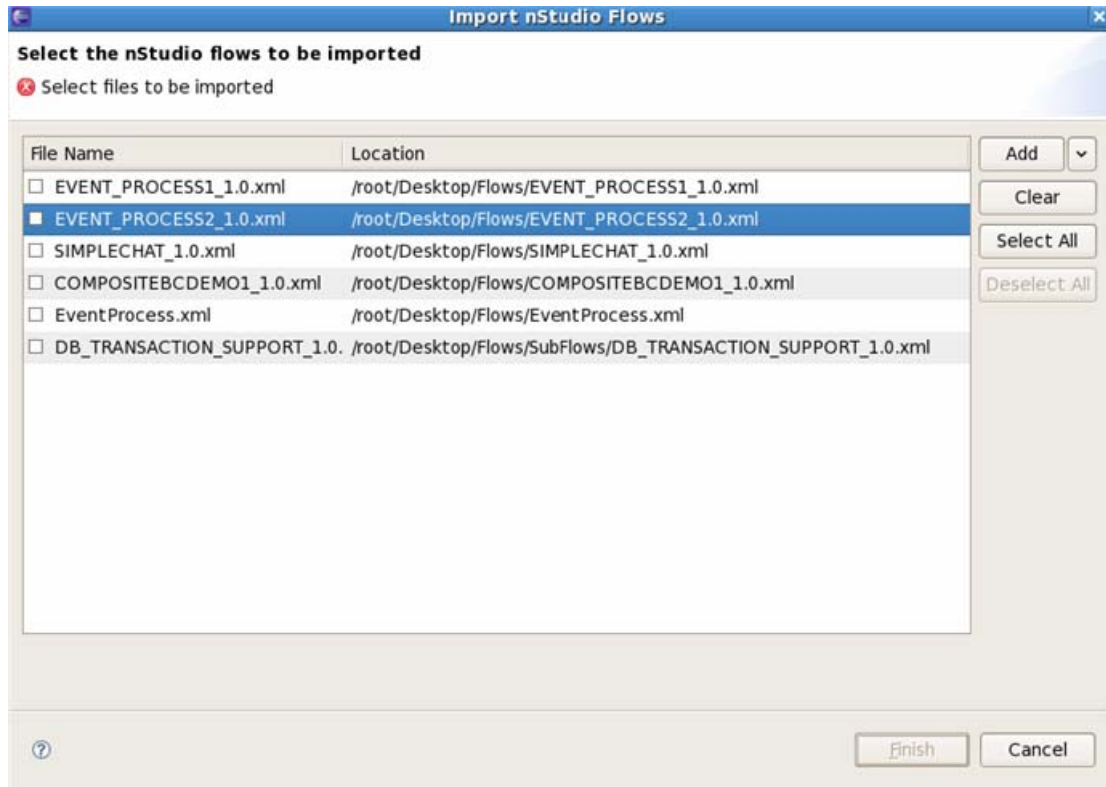 Import nStudio Flows
Select the nStudio flows to be imported
Select files to be imported
File Name Location
EVENT_PROCESS1_1.0.xml /root/Desktop/Flows/EVENT_PROCESS1_1.0.xml
EVENT_PROCESS2_1.0.xml /root/Desktop/Flows/EVENT_PROCESS2_1.0.xml
SIMPLECHAT_1.0.xml /root/Desktop/Flows/SIMPLECHAT_1.0.xml
COMPOSITEBCDEMO1_1.0.xml /root/Desktop/Flows/COMPOSITEBCDEMO1_1.0.xml
EventProcess.xml /root/Desktop/Flows/EventProcess.xml
DB_TRANSACTION_SUPPORT_1.0. /root/Desktop/Flows/SubFlows/DB_TRANSACTION_SUPPORT_1.0.xml
Add
Clear
Select All
Deselect All
Finish Cancel